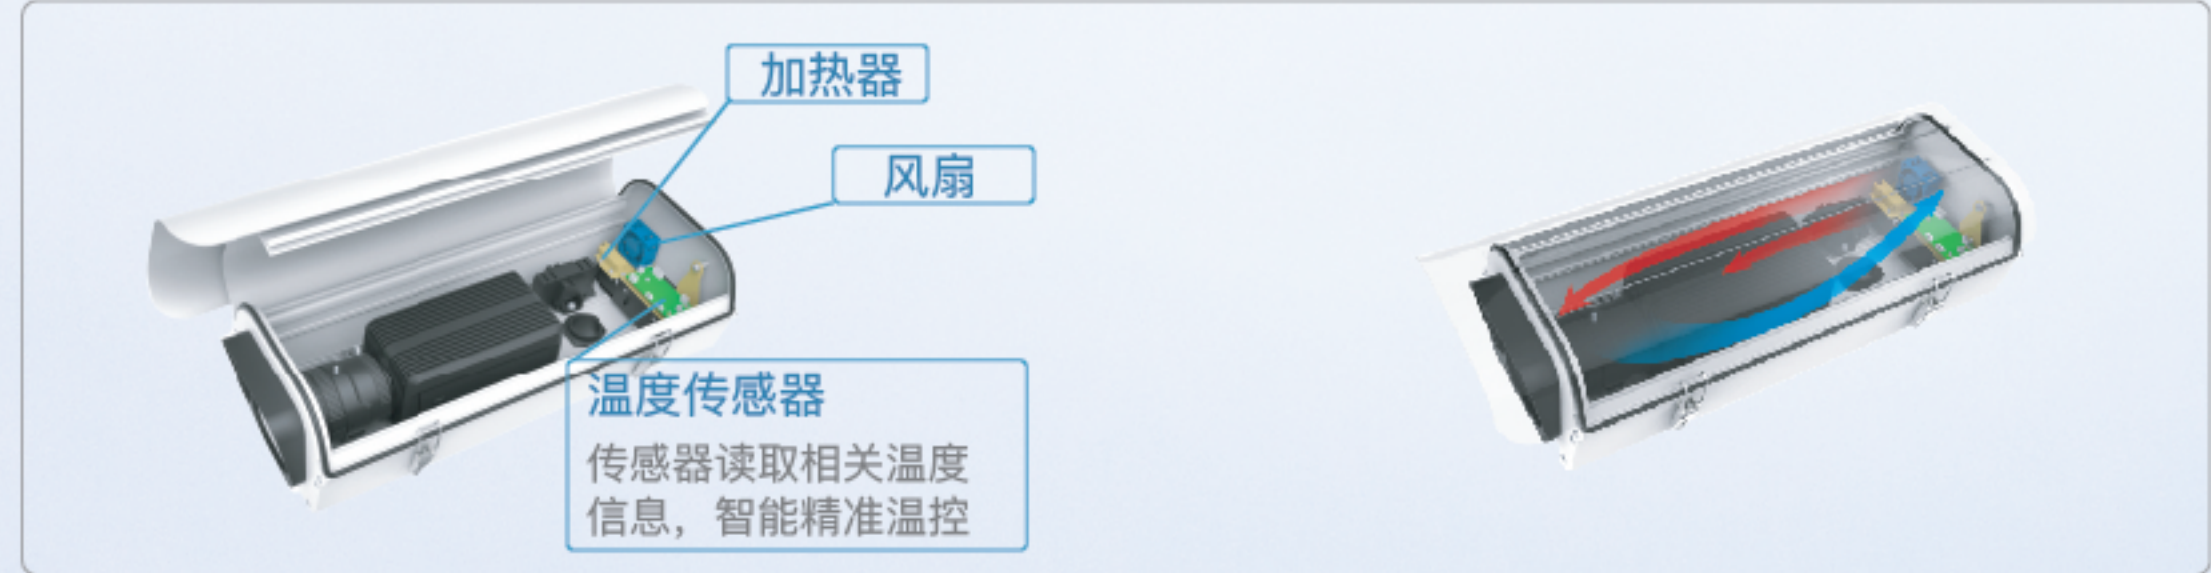 加热器
风扇
温度传感器
传感器读取相关温度
信息，智能精准温控